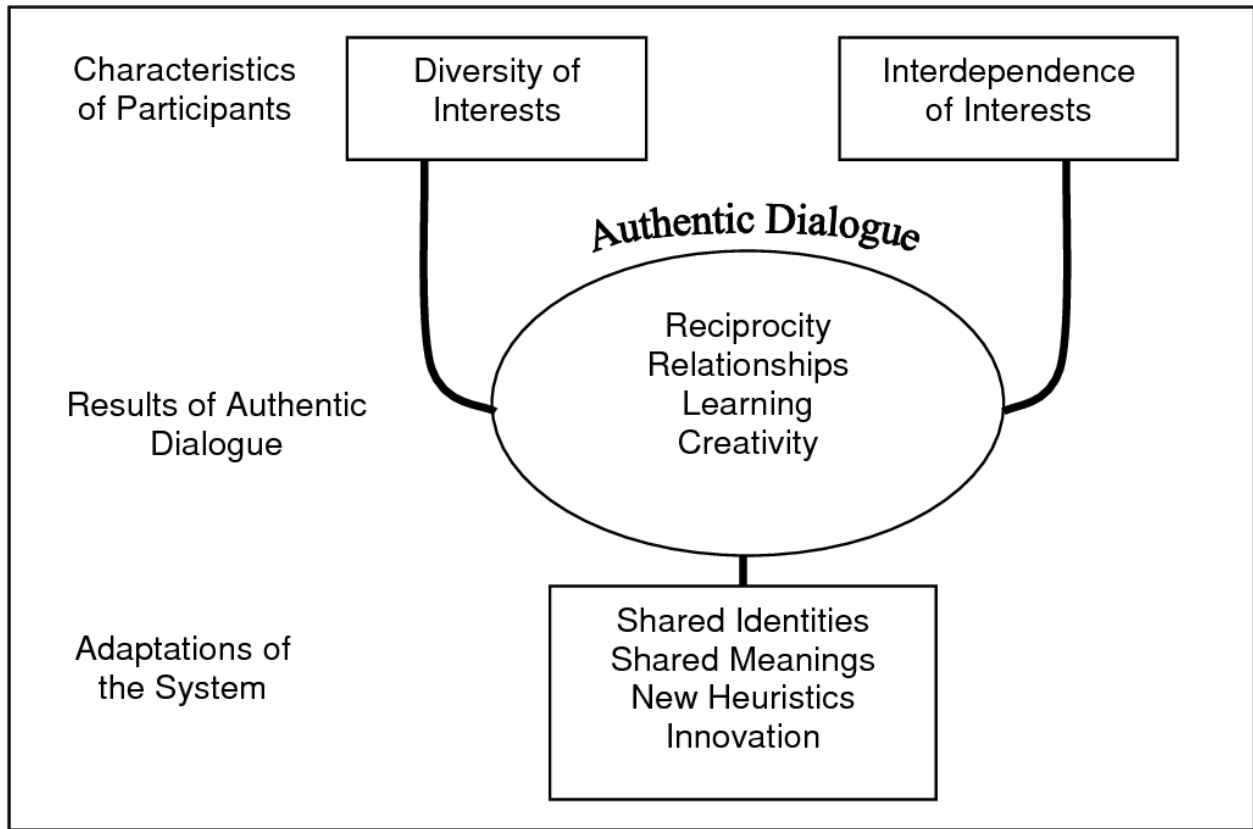 Characteristics
of Participants
Diversity of
Interests
Interdependence
of Interests
Authentic Dialogue
Reciprocity
Relationships
Learning
Creativity
Results of Authentic
Dialogue
Shared Identities
Shared Meanings
New Heuristics
Innovation
Adaptations of
the System